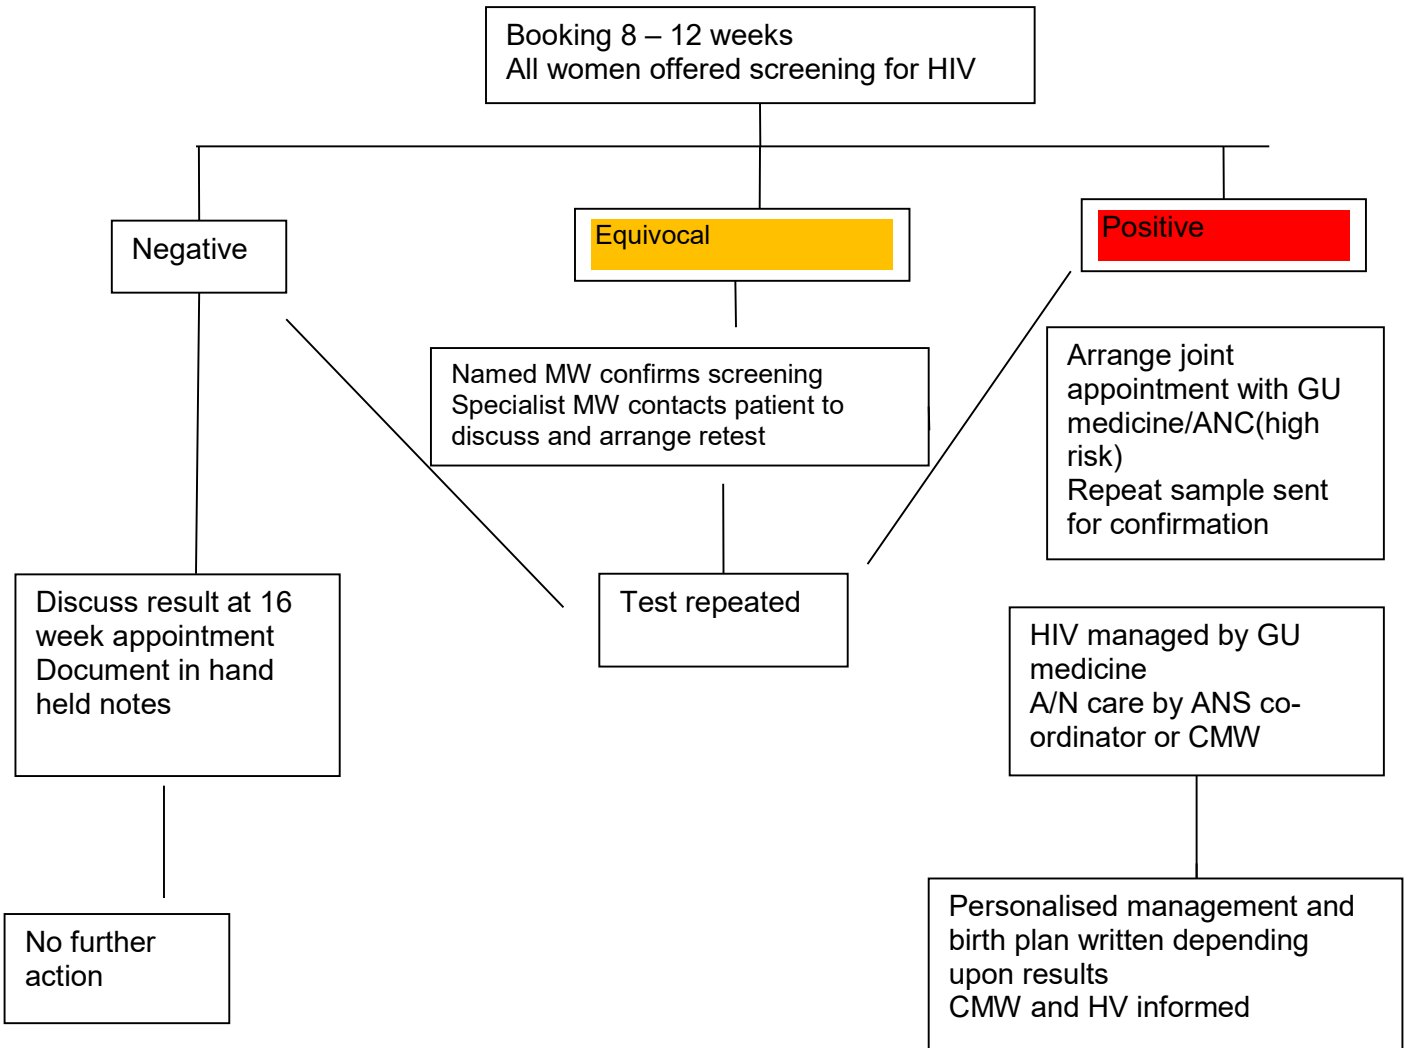 Booking 8 – 12 weeks
All women offered screening for HIV
Negative
Equivocal
Positive
Named MW confirms screening
Specialist MW contacts patient to
discuss and arrange retest
Arrange joint
appointment with GU
medicine/ANC(high
risk)
Repeat sample sent
for confirmation
Discuss result at 16
week appointment
Document in hand
held notes
Test repeated
HIV managed by GU
medicine
A/N care by ANS co-
ordinator or CMW
No further
action
Personalised management and
birth plan written depending
upon results
CMW and HV informed